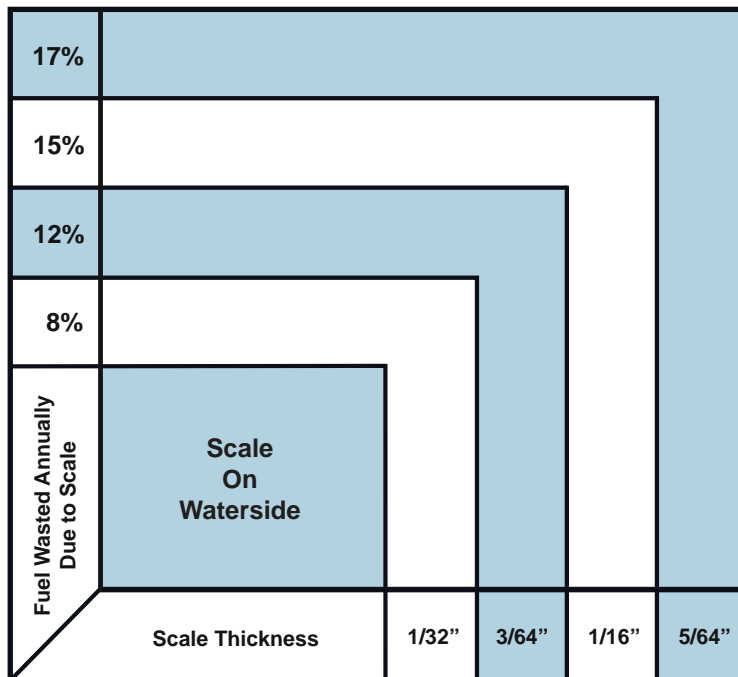 17%
15%
12%
8%
Fuel Wasted Annually
Due to Scale
Scale
On
Waterside
Scale Thickness
1/32”
3/64”
1/16”
5/64”